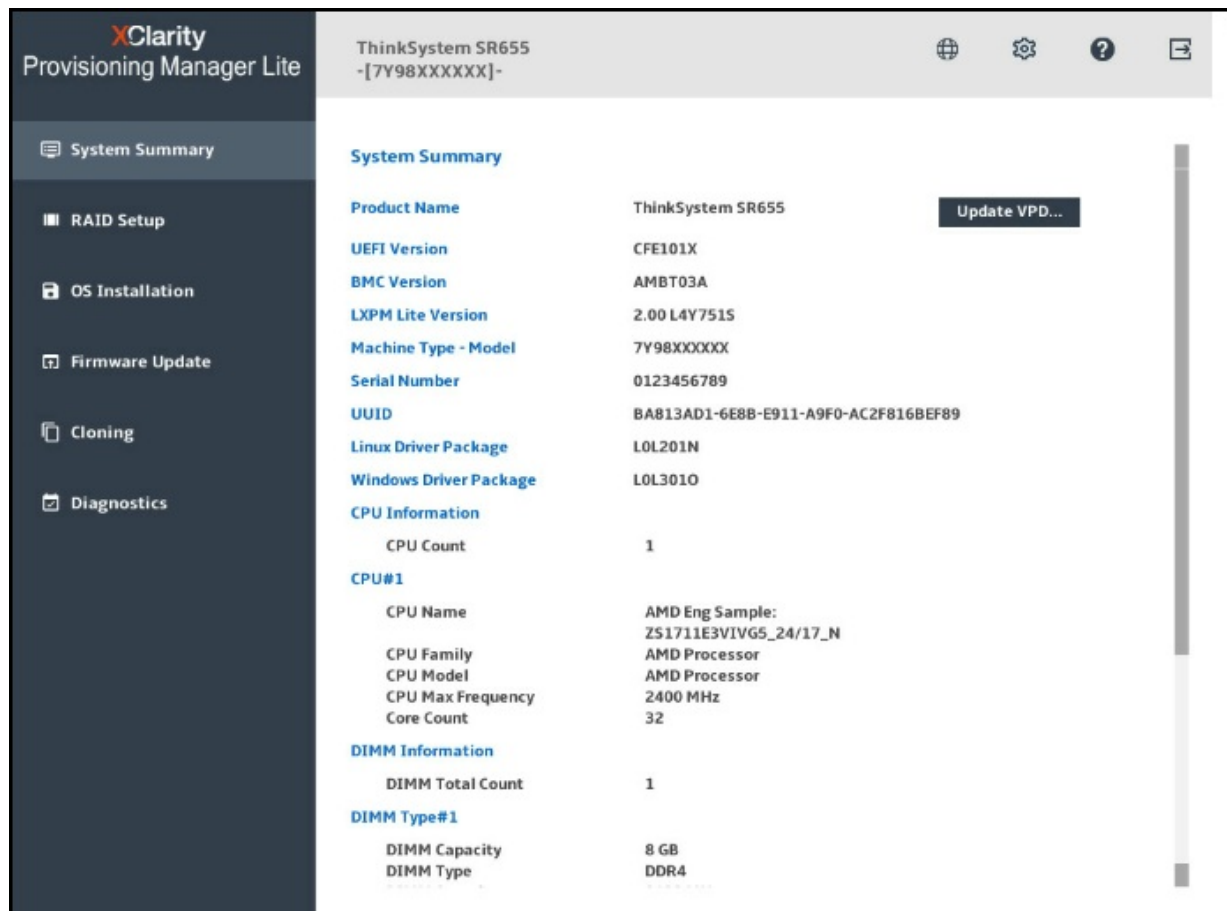 XClarity
Provisioning Manager Lite
ThinkSystem SR655
-[7Y98XXXXXX]-
System Summary
RAID Setup
OS Installation
Firmware Update
Cloning
Diagnostics
System Summary
Product Name ThinkSystem SR655 Update VPD...
UEFI Version CFE101X
BMC Version AMBT03A
LXPM Lite Version 2.00 L4Y751S
Machine Type - Model 7Y98XXXXXX
Serial Number 0123456789
UUID BA813AD1-6E8B-E911-A9F0-AC2F816BEF89
Linux Driver Package L0L201N
Windows Driver Package L0L301O
CPU Information
CPU Count 1
CPU#1
CPU Name AMD Eng Sample:
ZS1711E3VIVG5_24/17_N
CPU Family AMD Processor
CPU Model AMD Processor
CPU Max Frequency 2400 MHz
Core Count 32
DIMM Information
DIMM Total Count 1
DIMM Type#1
DIMM Capacity 8 GB
DIMM Type DDR4